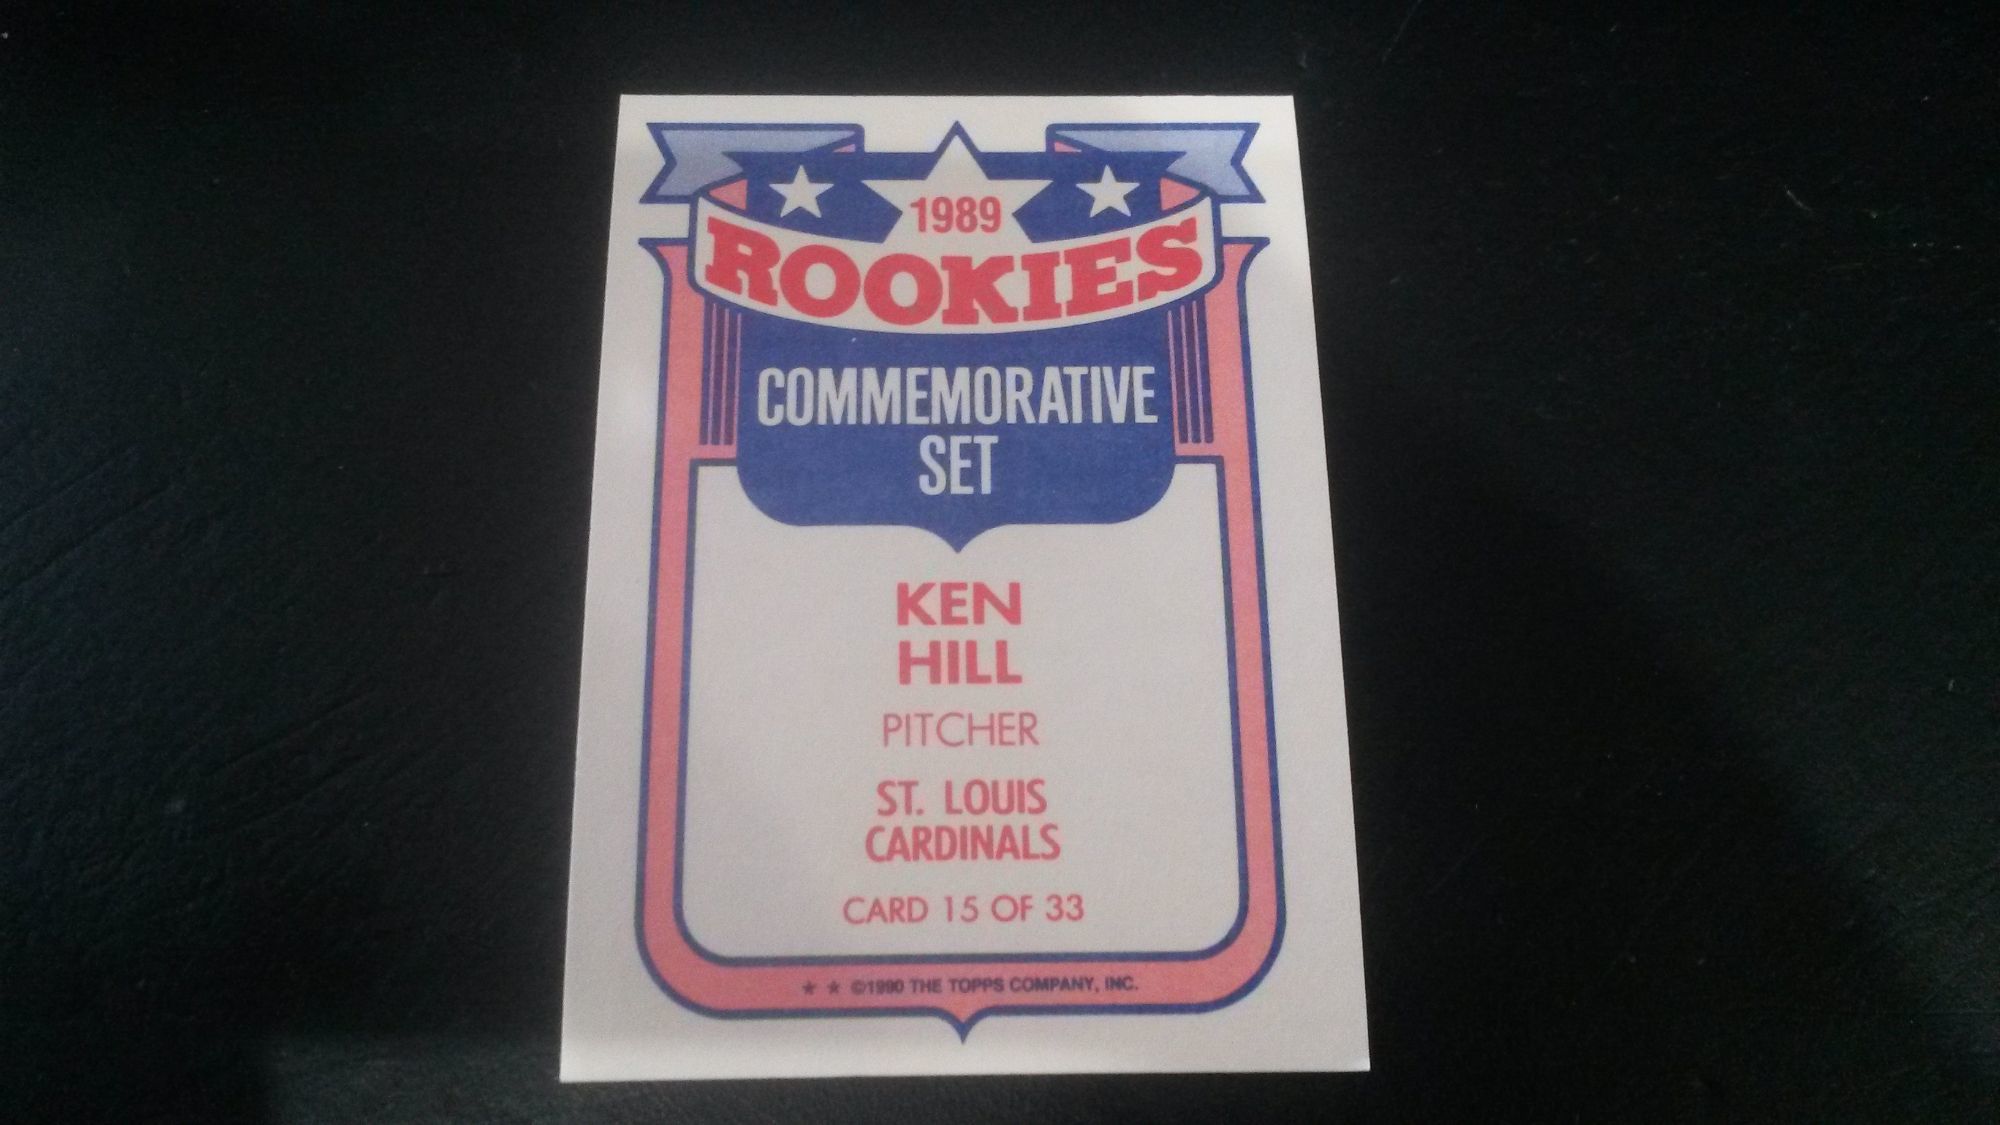 1989
ROOKIES
COMMEMORATIVE
SET
KEN
HILL
PITCHER
ST. LOUIS
CARDINALS
CARD 15 OF 33
★ ★ ©1990 THE TOPPS COMPANY, INC.